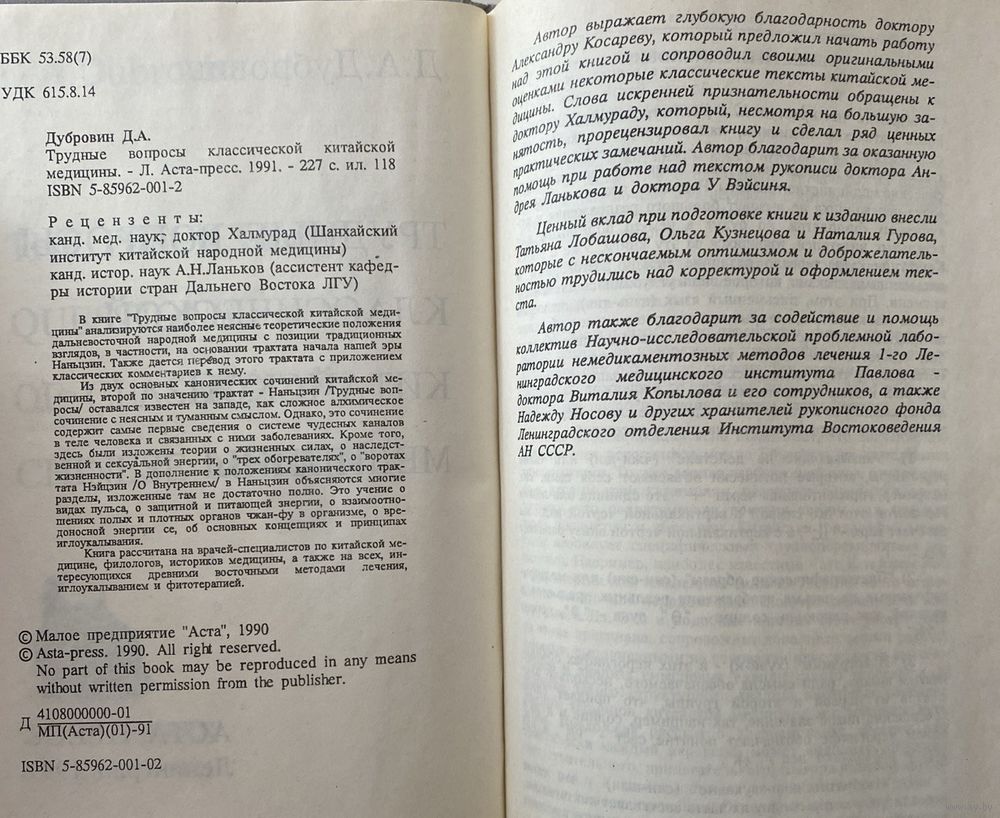 ББК 53.58(7)
УДК 615.8.14
Дубровин Д.А.
Трудные вопросы классической китайской
медицины. - Л. Аста-пресс. 1991. - 227 с. ил. 118
ISBN 5-85962-001-2
Рецензенты:
канд. мед. наук, доктор Халмурад (Шанхайский
институт китайской народной медицины)
канд. истор. наук А.Н.Ланьков (ассистент кафед-
ры истории стран Дальнего Востока ЛГУ)
В книге "Трудные вопросы классической китайской меди-
цины" анализируются наиболее неясные теоретические положения
дальневосточной народной медицины с позиции традиционных
взглядов, в частности, на основании трактата начала нашей эры
Наньцзин. Также дается перевод этого трактата с приложением
классических комментариев к нему.
Из двух основных канонических сочинений китайской ме-
дицины, второй по значению трактат - Наньцзин /Трудные воп-
росы/ оставался известен на западе, как сложное алхимическое
сочинение с неясным и туманным смыслом. Однако, это сочинение
содержит самые первые сведения о системе чудесных каналов
в теле человека и связанных с ними заболеваниях. Кроме того,
здесь были изложены теории о жизненных силах, о наследст-
венной и сексуальной энергии, о "трех обогревателях", о "воротах
жизненности". В дополнение к положениям канонического трак-
тата Нэйцзин /О Внутреннем/ в Наньцзин объясняются многие
разделы, изложенные там не достаточно полно. Это учение о
видах пульса, о защитной и питающей энергии, о взаимоотно-
шениях полых и плотных органов чжан-фу в организме, о вре-
доносной энергии се, об основных концепциях и принципах
иглоукалывания.
Книга рассчитана на врачей-специалистов по китайской ме-
дицине, филологов, историков медицины, а также на всех, ин-
тересующихся древними восточными методами лечения,
иглоукалыванием и фитотерапией.
© Малое предприятие "Аста", 1990
© Asta-press. 1990. All right reserved.
No part of this book may be reproduced in any means
without written permission from the publisher.
Д 4108000000-01
МП(Аста)(01)-91
ISBN 5-85962-001-02
Автор выражает глубокую благодарность доктору
Александру Косареву, который предложил начать работу
над этой книгой и сопроводил своими оригинальными
оценками некоторые классические тексты китайской ме-
дицины. Слова искренней признательности обращены к
доктору Халмураду, который, несмотря на большую за-
нятость, прорецензировал книгу и сделал ряд ценных
практических замечаний. Автор благодарит за оказанную
помощь при работе над текстом рукописи доктора Ан-
дрея Ланькова и доктора У Вэйсиня.
Ценный вклад при подготовке книги к изданию внесли
Татьяна Лобашова, Ольга Кузнецова и Наталия Гурова,
которые с нескончаемым оптимизмом и доброжелатель-
ностью трудились над корректурой и оформлением тек-
ста.
Автор также благодарит за содействие и помощь
коллектив Научно-исследовательской проблемной лабо-
ратории немедикаментозных методов лечения 1-го Ле-
нинградского медицинского института Павлова -
доктора Виталия Копылова и его сотрудников, а также
Надежду Носову и других хранителей рукописного фонда
Ленинградского отделения Института Востоковедения
АН СССР.